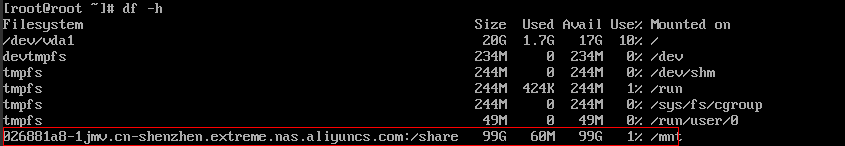 [root@root ~]# df -h
Filesystem Size Used Avail Use% Mounted on
/dev/vda1 20G 1.7G 17G 10% /
devtmpfs 234M 0 234M 0% /dev
tmpfs 244M 0 244M 0% /dev/shm
tmpfs 244M 424K 244M 1% /run
tmpfs 244M 0 244M 0% /sys/fs/cgroup
tmpfs 49M 0 49M 0% /run/user/0
026881a8-1jmv.cn-shenzhen.extreme.nas.aliyuncs.com:/share 99G 60M 99G 1% /mnt